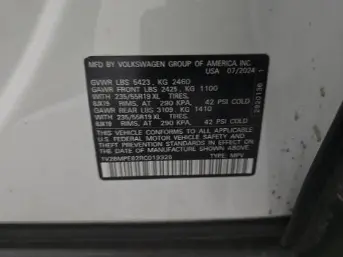 MFD BY: VOLKSWAGEN GROUP OF AMERICA INC
USA 07/2024
GVWR LBS 5423, KG 2460
GAWR FRONT LBS 2425, KG 1100
WITH 235/55R19 XL TIRES,
8JX19 RIMS, AT 290 KPA, 42 PSI COLD
GAWR REAR LBS 3109, KG 1410
WITH 235/55R19 XL TIRES,
8JX19 RIMS, AT 290 KPA, 42 PSI COLD
THIS VEHICLE CONFORMS TO ALL APPLICABLE
U.S. FEDERAL MOTOR VEHICLE SAFETY
STANDARDS IN EFFECT ON THE DATE OF
MANUFACTURE SHOWN ABOVE.
TYPE: MPV